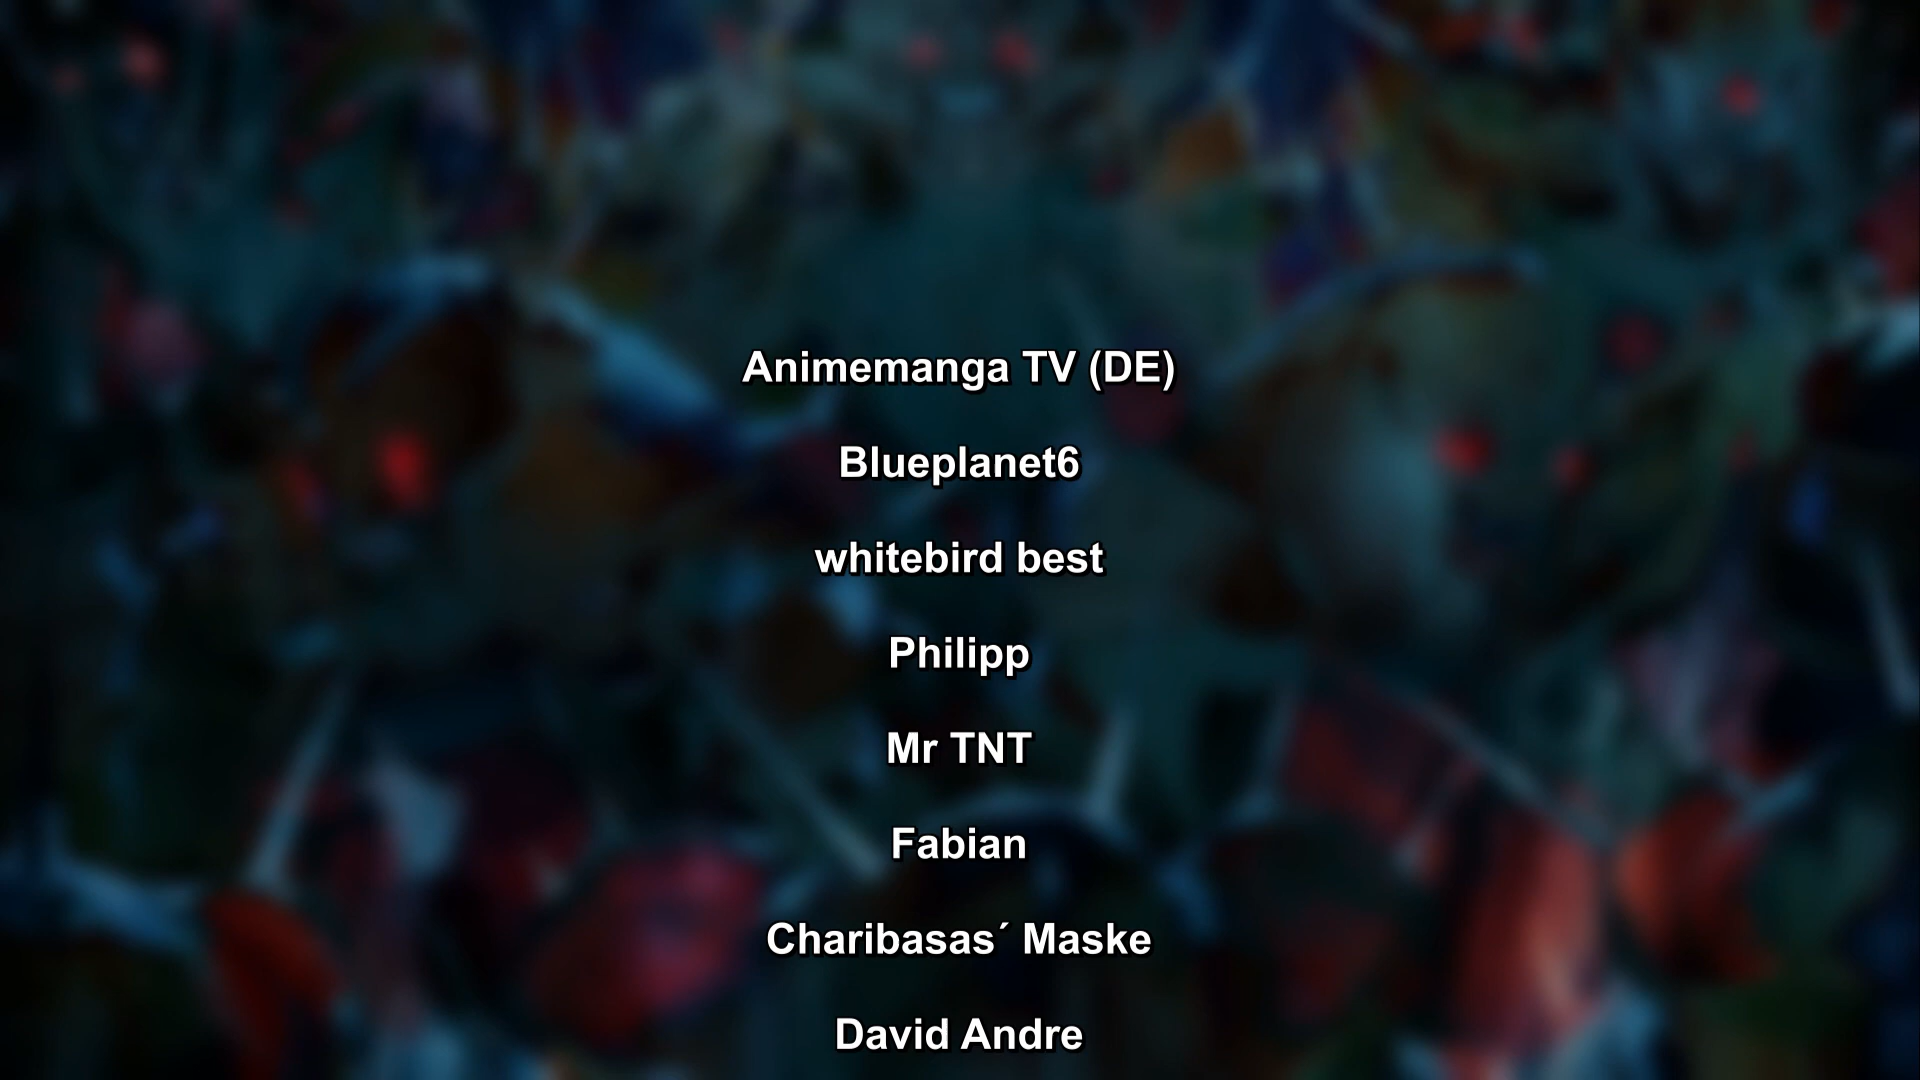 Animemanga TV (DE)
Blueplanet6
whitebird best
Philipp
Mr TNT
Fabian
Charibasas´ Maske
David Andre